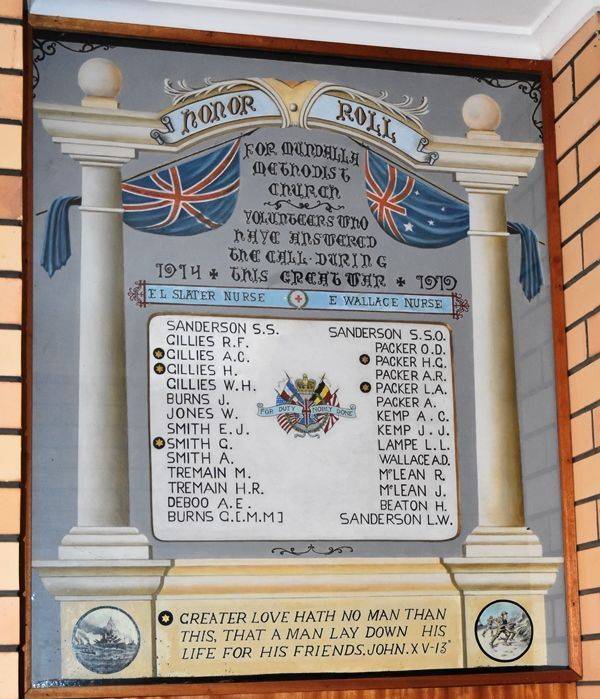 HONOR ROLL
FOR MUNDALLA
METHODIST
CHURCH
VOLUNTEERS WHO
HAVE ANSWERED
THE CALL DURING
1914 THIS GREAT WAR 1919
E L SLATER NURSE E WALLACE NURSE
SANDERSON S.S.
GILLIES R.F.
GILLIES A.C.
GILLIES H.
GILLIES W.H.
BURNS J.
JONES W.
SMITH E.J.
SMITH G.
SMITH A.
TREMAIN M.
TREMAIN H.R.
DEBOO A.E.
BURNS G.[M.M]
FOR DUTY NOBLY DONE
SANDERSON S.S.O.
PACKER O.D.
PACKER H.G.
PACKER A.R.
PACKER L.A.
PACKER A.
KEMP A.C.
KEMP J.J.
LAMPE L.L.
WALLACE A.D.
McLEAN R.
McLEAN J.
BEATON H.
SANDERSON L.W.
GREATER LOVE HATH NO MAN THAN
THIS, THAT A MAN LAY DOWN HIS
LIFE FOR HIS FRIENDS. JOHN. XV-13"